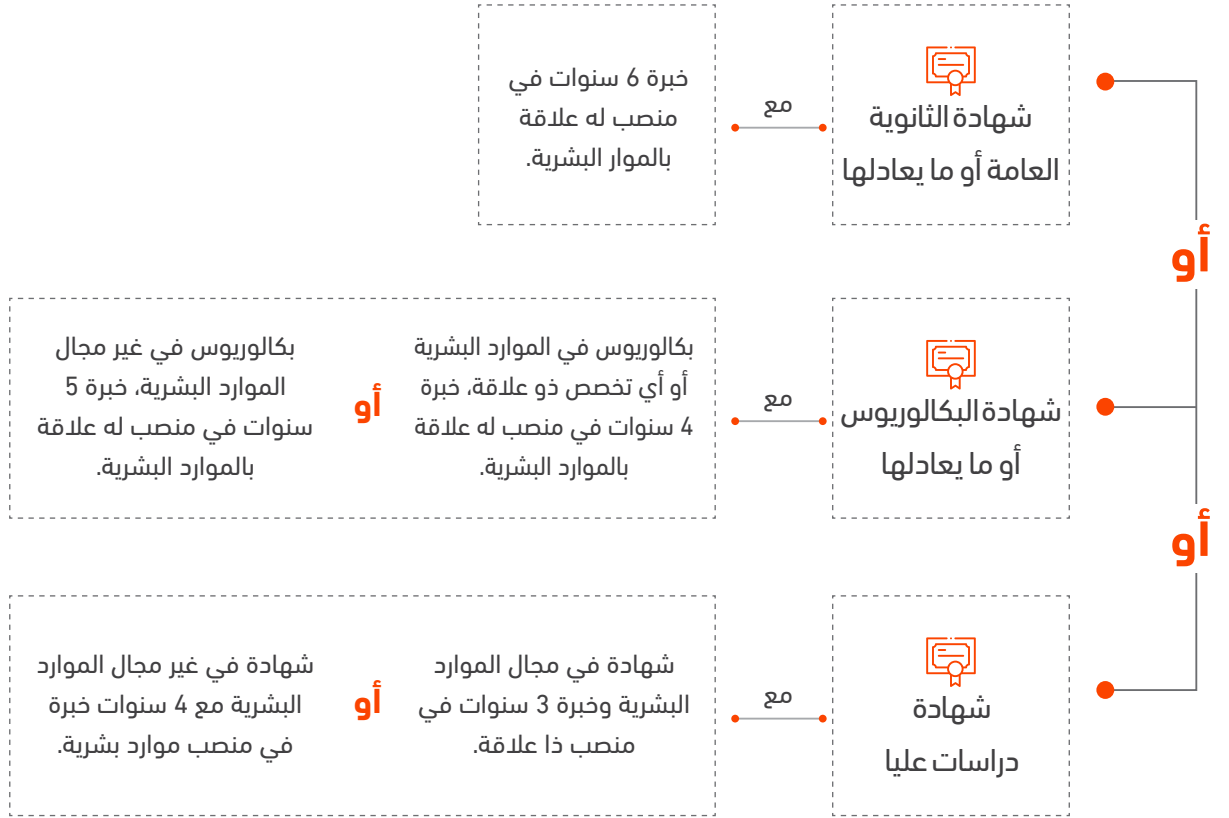 شهادة الثانوية
العامة أو ما يعادلها
مع
خبرة 6 سنوات في
منصب له علاقة
بالموار البشرية.
أو
شهادة البكالوريوس
أو ما يعادلها
مع
بكالوريوس في الموارد البشرية
أو أي تخصص ذو علاقة، خبرة
4 سنوات في منصب له علاقة
بالموارد البشرية.
أو
بكالوريوس في غير مجال
الموارد البشرية، خبرة 5
سنوات في منصب له علاقة
بالموارد البشرية.
أو
شهادة
دراسات عليا
مع
شهادة في مجال الموارد
البشرية وخبرة 3 سنوات في
منصب ذا علاقة.
أو
شهادة في غير مجال الموارد
البشرية مع 4 سنوات خبرة
في منصب موارد بشرية.